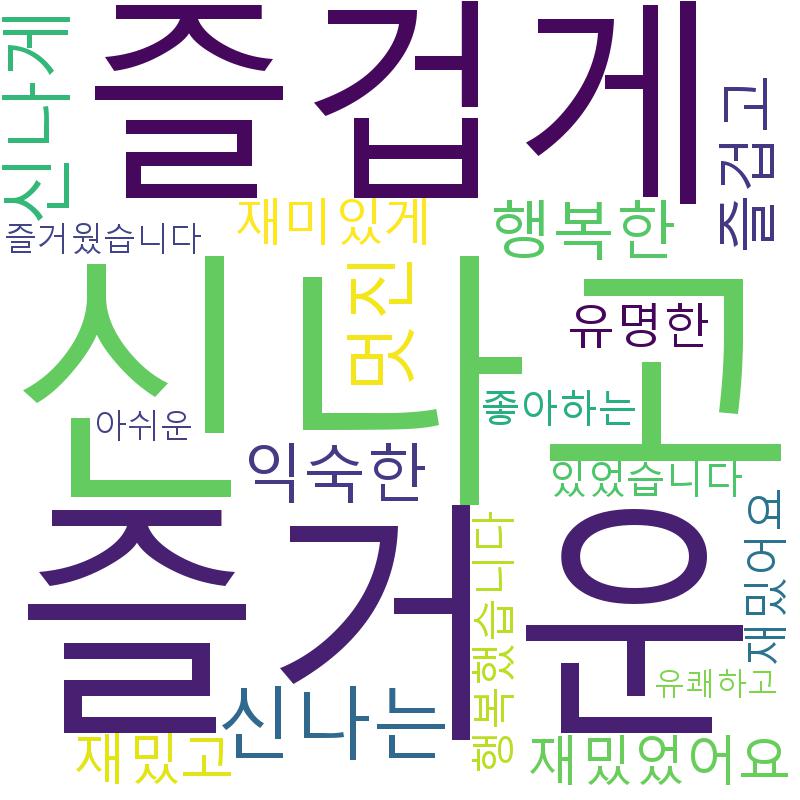 즐겁게
신나게
즐겁고
재미있게
행복한
즐거웠습니다
신나고
멋진
유명한
좋아하는
아쉬운
익숙한
있었습니다
즐거운
행복했습니다
재밌어요
유쾌하고
신나는
재밌고
재밌었어요